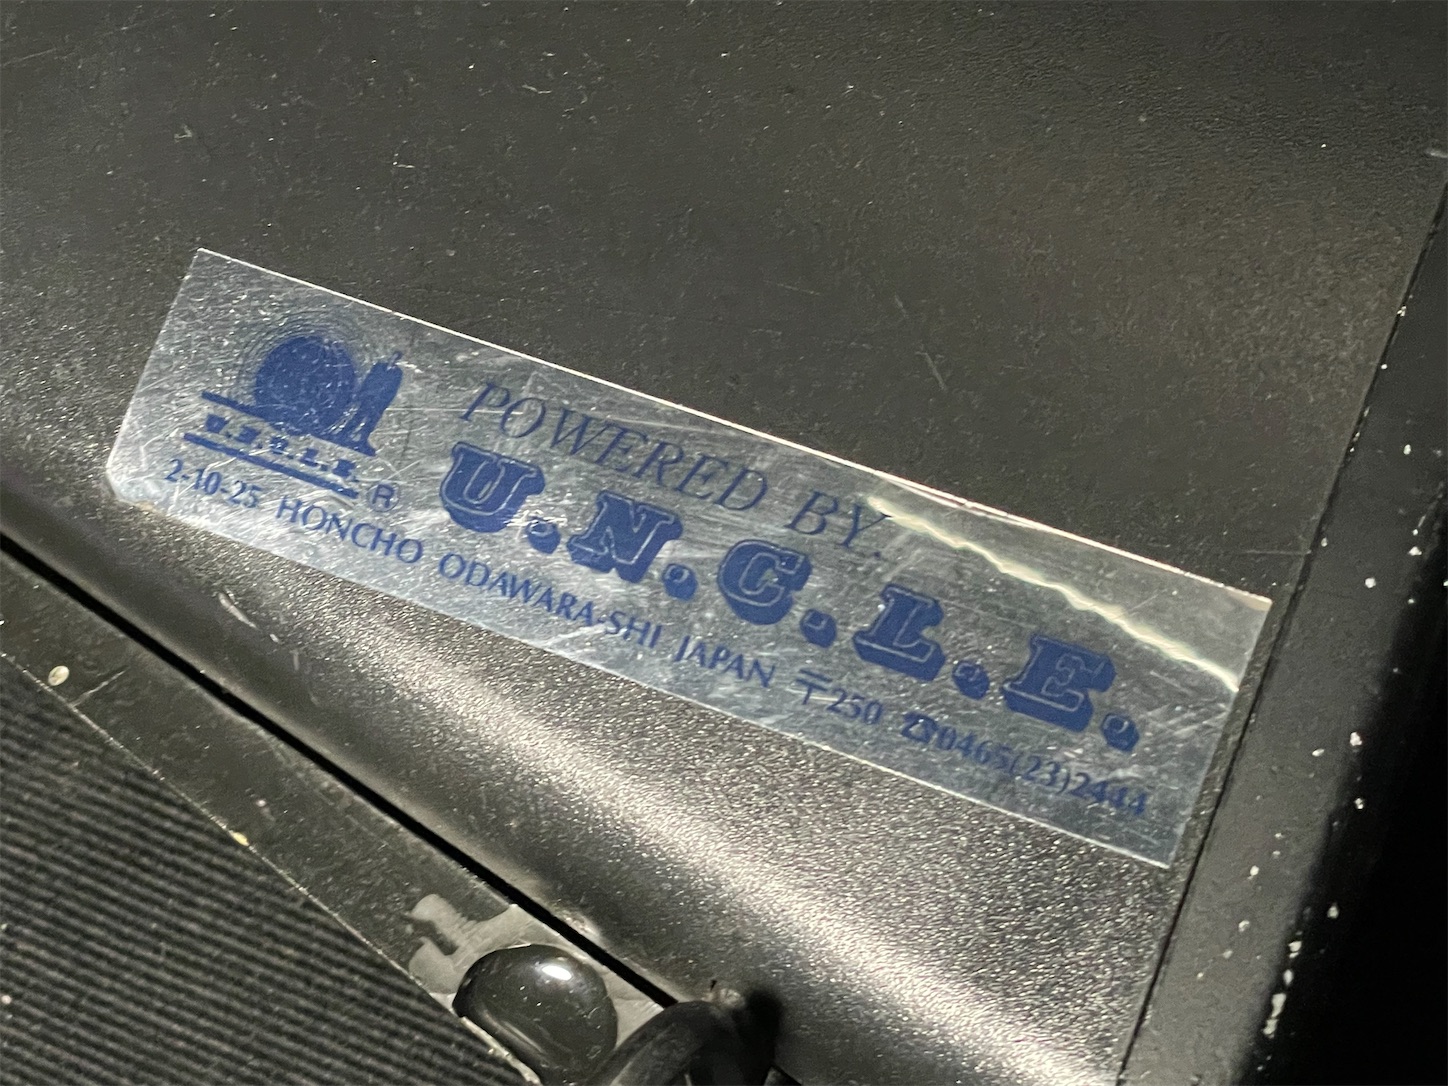 POWERED BY.
U.N.C.L.E.
U.N.C.L.E.
®
2-10-25 HONCHO ODAWARA-SHI JAPAN 〒250 ☎0465(23)2444